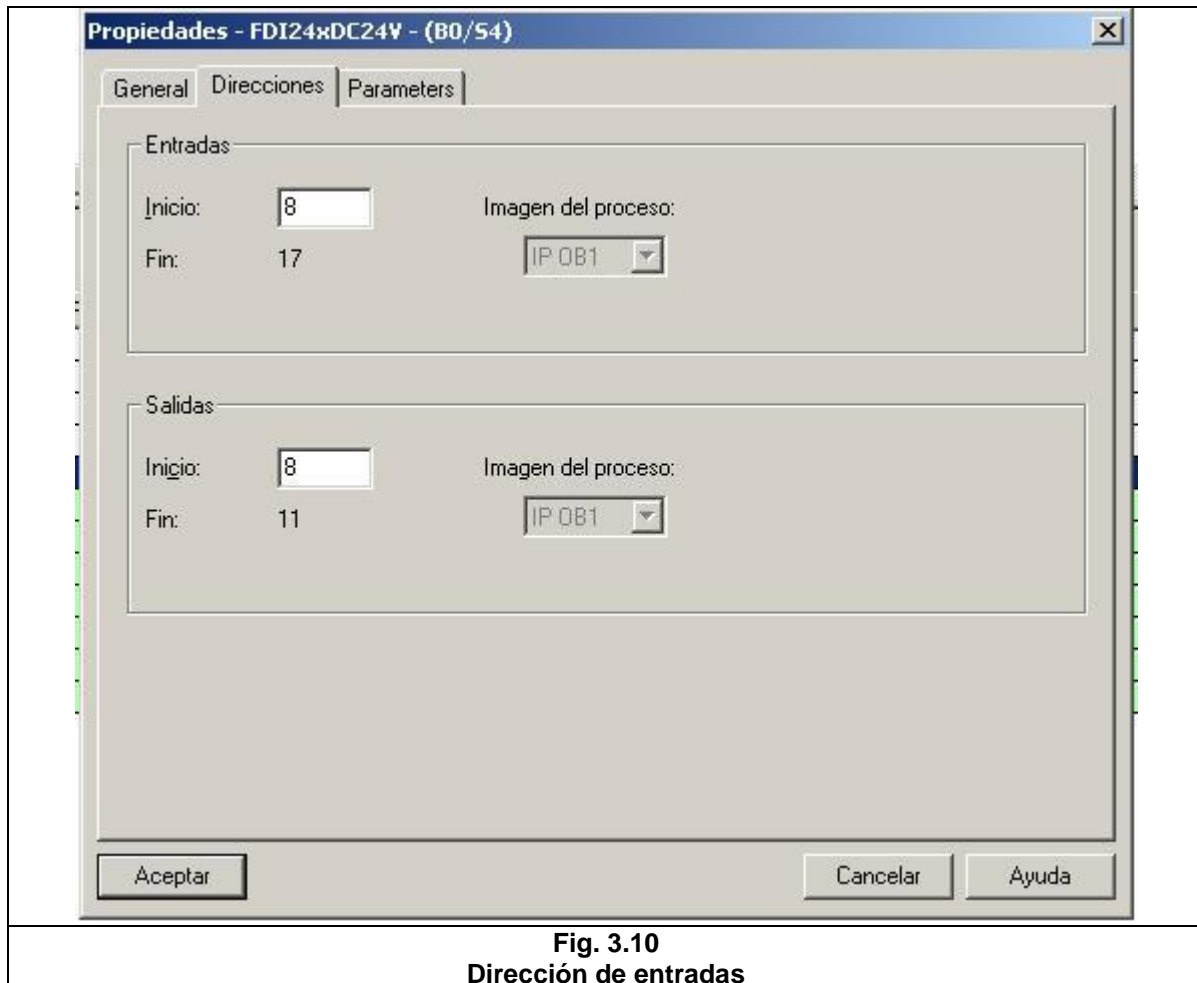 Propiedades - FDI24xDC24V - (B0/S4)
General Direcciones Parameters
Entradas
Inicio: 8 Imagen del proceso:
Fin: 17 IP OB1
Salidas
Inicio: 8 Imagen del proceso:
Fin: 11 IP OB1
Aceptar Cancelar Ayuda
Fig. 3.10
Dirección de entradas